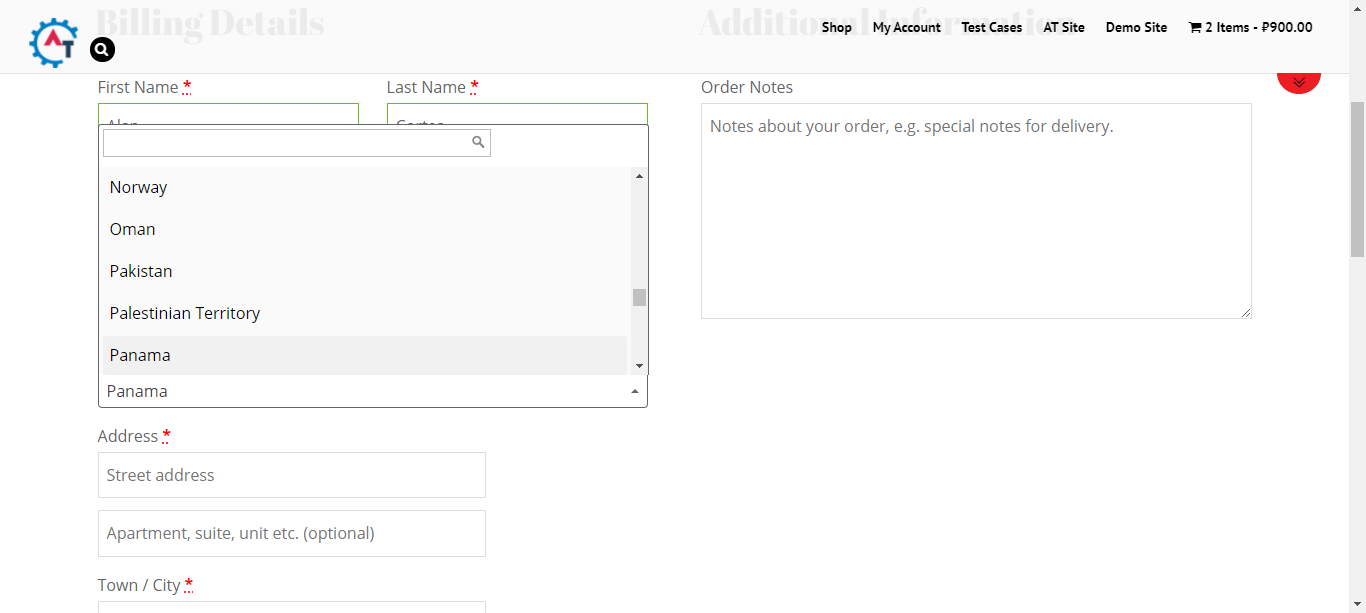 Billing Details
Additional Information
Shop My Account Test Cases AT Site Demo Site 2 Items - ₽900.00
AT
First Name *
Last Name *
Order Notes
Notes about your order, e.g. special notes for delivery.
Norway
Oman
Pakistan
Palestinian Territory
Panama
Panama
Address *
Street address
Apartment, suite, unit etc. (optional)
Town / City *